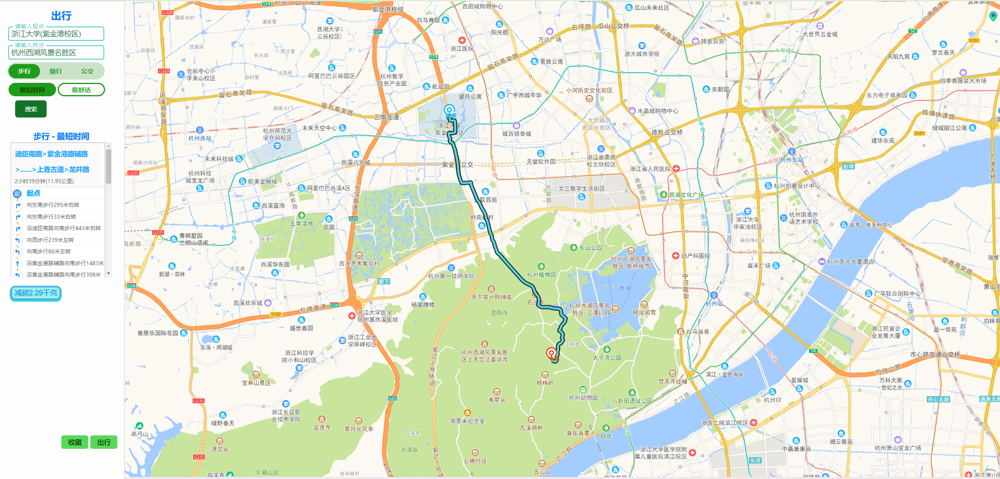 出行
请输入起点
浙江大学(紫金港校区)
请输入终点
杭州西湖风景名胜区
步行
骑行
公交
最短时间
最舒适
搜索
步行 - 最短时间
迪臣南路>紫金港路辅路
>......>上香古道>龙井路
2小时39分钟(11.95公里)
起
起点
向东南步行295米右转
向东南步行33米右转
沿迪臣南路向南步行443米右转
向西步行239米左转
向南步行86米左转
沿紫金港路辅路向南步行1483米
沿紫金港路辅路向南步行398米
减碳2.29千克
收藏
出行
G320
屠家坝村
潘家里
S14
杭长(宜)高速
紫金港枢纽
西田城购物中心
白马尊邸
阳光郡
西湖大学(
云谷校区)
G25
浙江医院
万达广场
石祥路
瓜山未来社区
瓜山立交桥
留石高架路
银泰百货
大世界五金城
华丰路
杭甬高速
S2
S101
宜家家居
罗兰春天
天阳九筑
徐家桥
沈家浜
长兴坝
西沙里
S14
留石高架路
浙大城市学院
景致公寓
4号线
G320
仓前中心小
学吴山校区
田村里
山西桥
阿里巴巴云谷园区
杭州数字
信息产业园
乾成园
望月公寓
广宇西城年华
小河历史文化街区
东新园
四季青服装大市场
东方电子商务园
运溪高架路
留石高架路
郁家斗门
留石高架路
三墩互通
荷叶岭
杭州西站
杭州师范大
学仓前校区
未来天空中心
浙江大学
紫金港校区
城西银泰城
水晶城购物中心
大兜路历
史文化街区
德胜立交桥
5号线
1号线
钱塘快速路
S101
绿城丽江公寓
建华东苑
杨家沙河头
G235
未来科技城
杭州科技
城宝龙广场
欧美金融城
西溪八方城
紫金港立交
2号线
天堂软件园
浙江省委党
校文欣校区
浙江省人民医院
1号线
杭州东站
彭埠
九堡大桥
阿里巴巴西溪A区
长深高速
高教路
西溪蓝海
五常湿地
西园
G25
府苑新村
古翠路
文三数字生活街区
湖墅南路
西湖文化广场
杭州创意设计中心
东河
浙江大学
华家池校区
杭州国泰外
语艺术学校
越秀·维多利中心
G235
5号线
青枫墅园
三期山语阁
凤新路
铁凌桥
东山公园
南肖埠社区
2号线
新湖·菲林
王家塘
西溪华东园
西溪艺术集合村
杭州第一技师学院
杭州植物园
杭州西湖风景名
胜区-断桥残雪
妇产科医院
森禾广场
杭州天元大厦酒店
空港高架路
瑞博
G56
东墩
留下
天下第一财神庙
石莲亭
西湖
中河高架
清江路
广孚联合国际中心
萧山互
西溪欢乐城
杭瑞高速
G56
S102
杨家牌楼
灵隐寺
杭州西湖风景名
胜区-三潭印月
柳浪闻莺
杭州站
五堡河
利群河
泊林春
雅居乐国际花园
盛世嘉园
浙江大学医学
院附属西溪医院
东海·闲湖城
浙江工业大
学屏峰校区
浙江科技学
院小和山校区
紫之2号隧道
杭州西湖风景名胜
区上天竺法喜讲寺
法相巷
太子湾公园
白马庙巷
浙江民营企
业发展大厦
盈一佳苑
S4
市心路互通立交桥
1号线
机场公路
滨江·金色海岸
宝寿山景区
杨梅岭
梵天寺经幢
星耀城
万科大家
·世纪之光
G235
G25
寿星头
杭州动物园
八卦田遗址公园
之江路
杭州印
市心北路
通惠北路
绿野春天
浙江长征职
业技术学院
金莲寺
霁月光风亭
周恩来纪念室
九溪烟树
龚佳育墓
白塔
4号线
浙医二院滨江院区
高弓山
支家里
湘云雅苑
遇灵谷
大清谷
紫之1号隧
云栖竹径
之江路
浙江大学医学院附
属儿童医院滨江院区
中赢康康谷
杭州萧山宝龙广场
G235
长河
鸡溪弄
午潮山国
慈母桥村
五云山